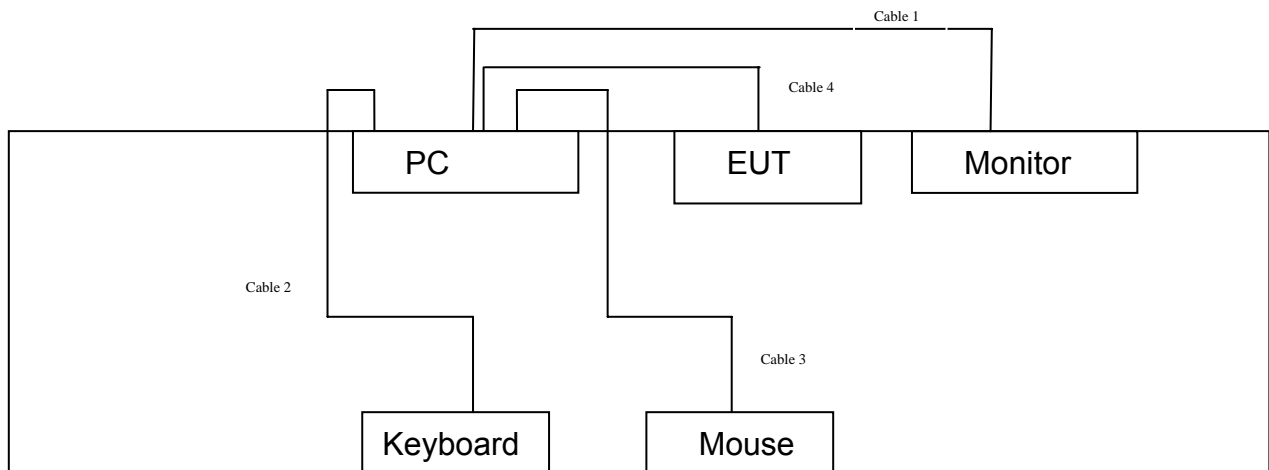 Cable 1
Cable 4
PC
EUT
Monitor
Cable 2
Cable 3
Keyboard
Mouse